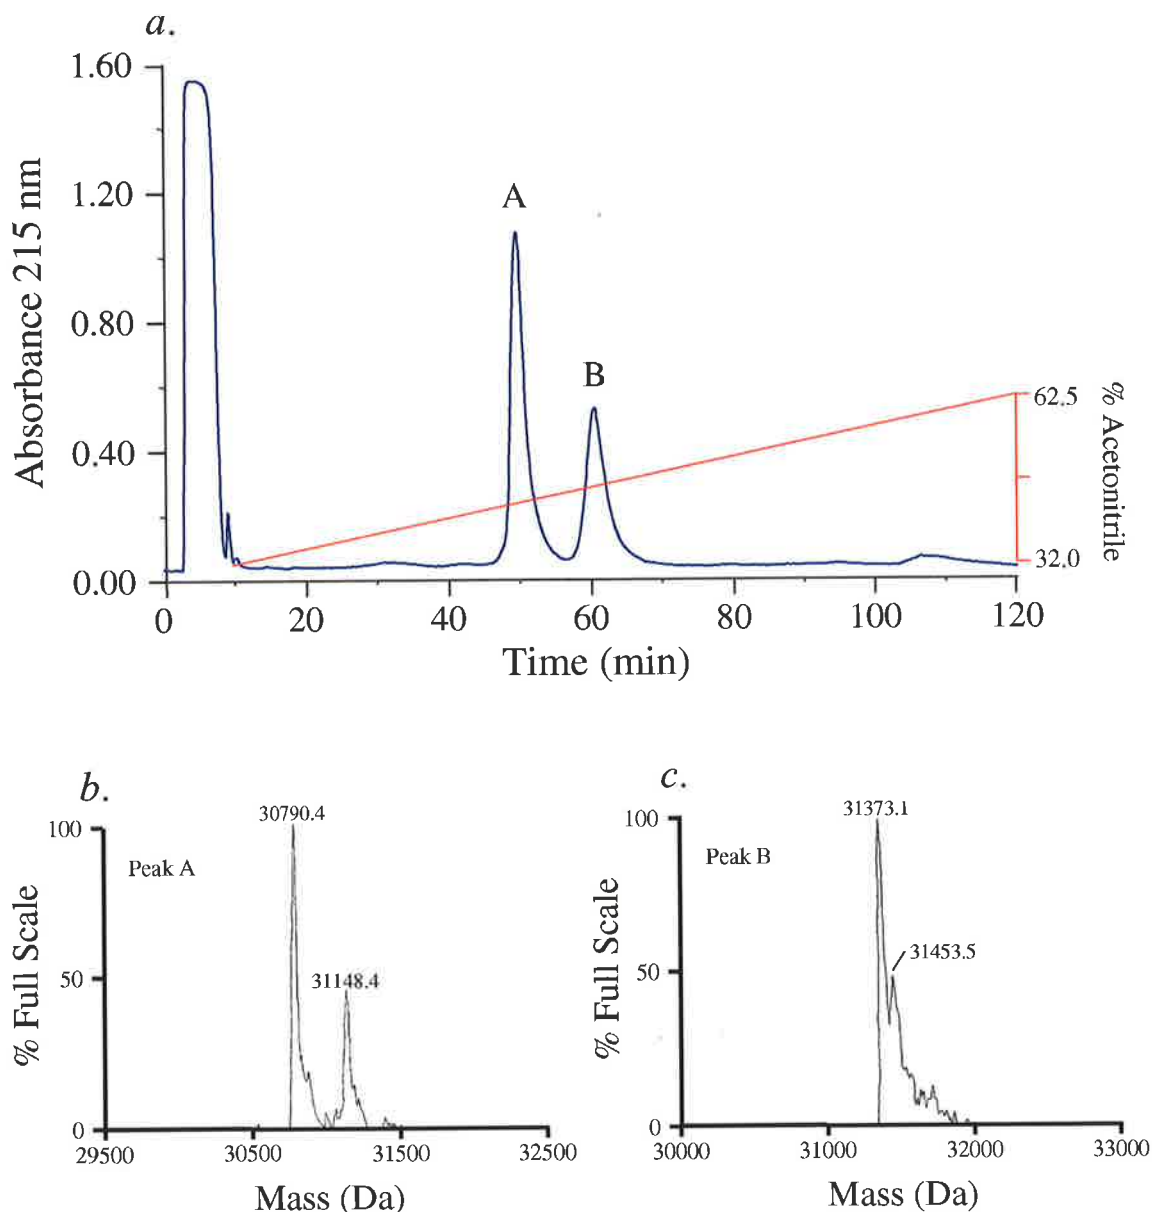 a.
1.60
1.20
0.80
0.40
0.00
Absorbance 215 nm
A
B
62.5
32.0
% Acetonitrile
0 20 40 60 80 100 120
Time (min)
b.
30790.4
100
Peak A
31148.4
50
0
% Full Scale
29500 30500 31500 32500
Mass (Da)
c.
31373.1
100
Peak B
31453.5
50
0
% Full Scale
30000 31000 32000 33000
Mass (Da)